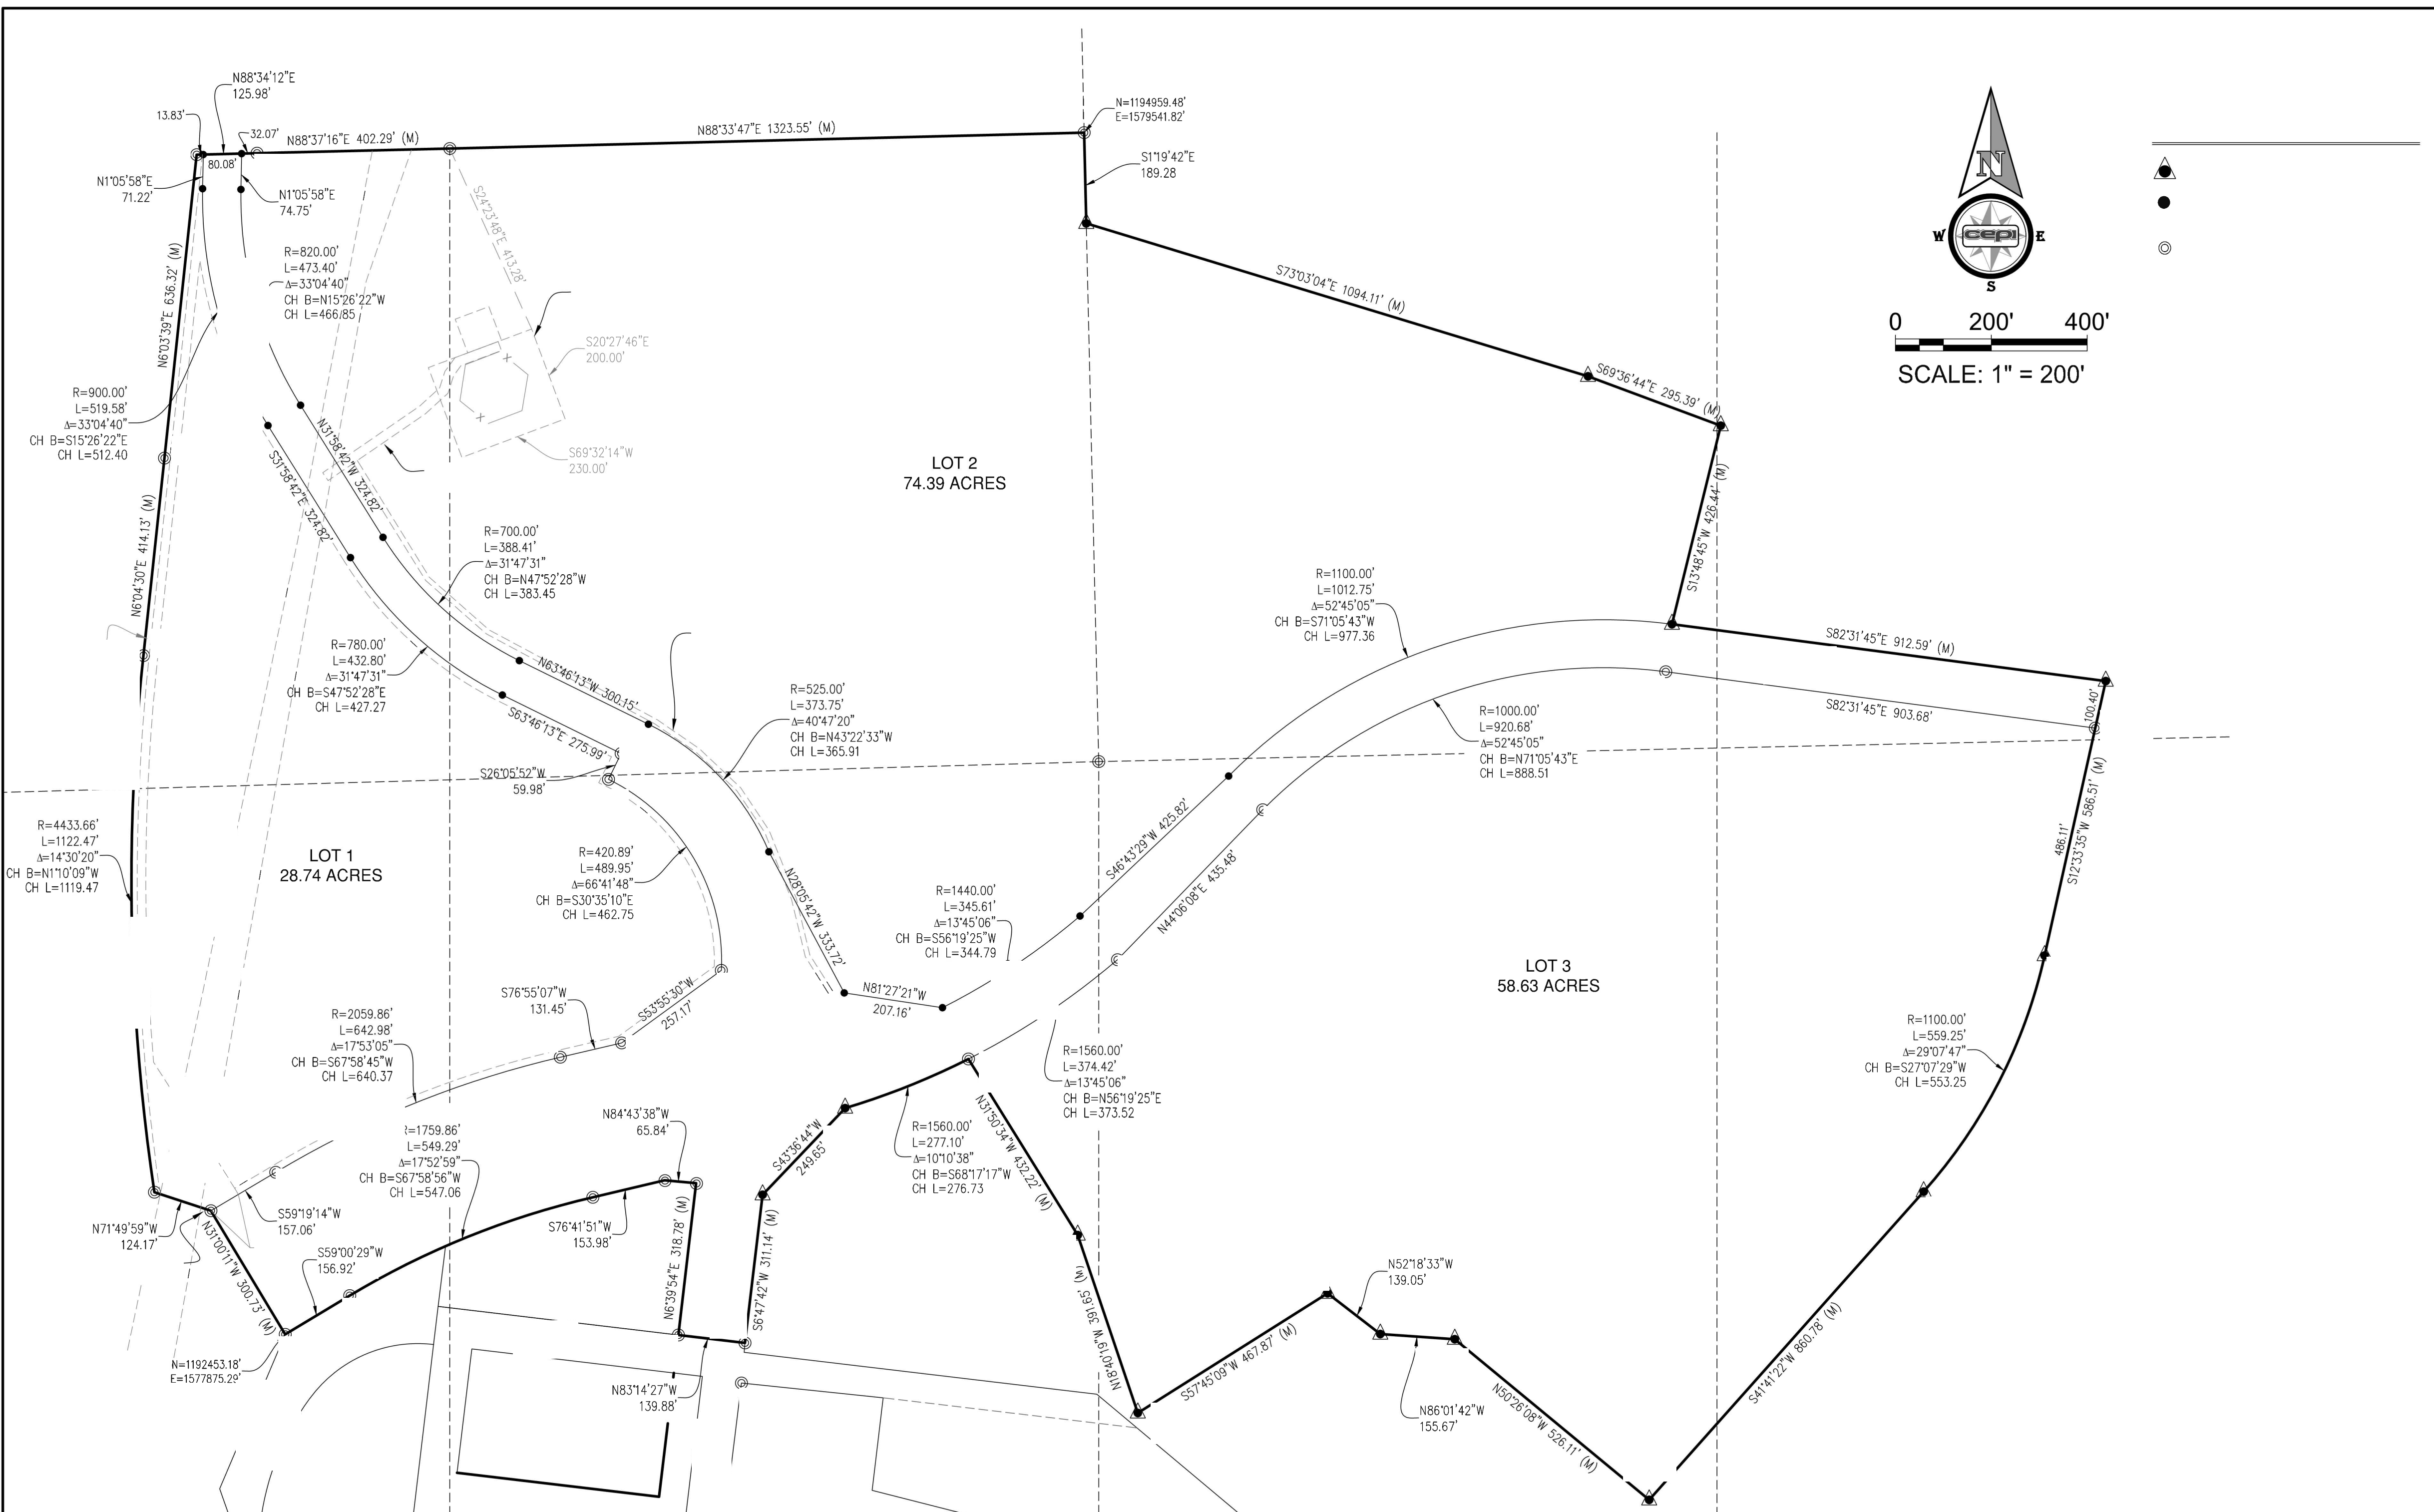 N88°34'12"E
125.98'
13.83'
32.07'
80.08'
N88°37'16"E 402.29' (M)
N88°33'47"E 1323.55' (M)
N=1194959.48'
E=1579541.82'
S1°19'42"E
189.28
N1°05'58"E
71.22'
N1°05'58"E
74.75'
S24°23'48"E 413.28'
N
W
cepi
E
S
0 200' 400'
SCALE: 1" = 200'
R=820.00'
L=473.40'
Δ=33°04'40"
CH B=N15°26'22"W
CH L=466.85
N6°03'39"E 636.32' (M)
S73°03'04"E 1094.11' (M)
S69°36'44"E 295.39' (M)
S20°27'46"E
200.00'
R=900.00'
L=519.58'
Δ=33°04'40"
CH B=S15°26'22"E
CH L=512.40
N31°58'42"W 324.82'
S31°58'42"E 324.82'
S69°32'14"W
230.00'
LOT 2
74.39 ACRES
S13°48'45"W 426.44' (M)
N6°04'30"E 414.13' (M)
R=700.00'
L=388.41'
Δ=31°47'31"
CH B=N47°52'28"W
CH L=383.45
R=1100.00'
L=1012.75'
Δ=52°45'05"
CH B=S71°05'43"W
CH L=977.36
S82°31'45"E 912.59' (M)
R=780.00'
L=432.80'
Δ=31°47'31"
CH B=S47°52'28"E
CH L=427.27
N63°46'13"W 300.15'
S63°46'13"E 275.99'
R=525.00'
L=373.75'
Δ=40°47'20"
CH B=N43°22'33"W
CH L=365.91
R=1000.00'
L=920.68'
Δ=52°45'05"
CH B=N71°05'43"E
CH L=888.51
S82°31'45"E 903.68'
100.40'
S26°05'52"W
59.98'
R=4433.66'
L=1122.47'
Δ=14°30'20"
CH B=N1°10'09"W
CH L=1119.47
LOT 1
28.74 ACRES
R=420.89'
L=489.95'
Δ=66°41'48"
CH B=S30°35'10"E
CH L=462.75
N28°05'42"W 333.72'
S46°43'29"W 425.82'
N44°06'08"E 435.48'
486.11'
S12°33'35"W 586.51' (M)
R=1440.00'
L=345.61'
Δ=13°45'06"
CH B=S56°19'25"W
CH L=344.79
LOT 3
58.63 ACRES
N81°27'21"W
207.16'
S76°55'07"W
131.45'
S53°55'30"W
257.17'
R=2059.86'
L=642.98'
Δ=17°53'05"
CH B=S67°58'45"W
CH L=640.37
R=1560.00'
L=374.42'
Δ=13°45'06"
CH B=N56°19'25"E
CH L=373.52
R=1100.00'
L=559.25'
Δ=29°07'47"
CH B=S27°07'29"W
CH L=553.25
N84°43'38"W
65.84'
R=1759.86'
L=549.29'
Δ=17°52'59"
CH B=S67°58'56"W
CH L=547.06
S43°36'44"W
249.65'
R=1560.00'
L=277.10'
Δ=10°10'38"
CH B=S68°17'17"W
CH L=276.73
N31°50'34"W 432.22' (M)
N71°49'59"W
124.17'
S59°19'14"W
157.06'
S59°00'29"W
156.92'
S76°41'51"W
153.98'
N31°00'11"W 300.73' (M)
N6°39'54"E 318.78' (M)
S6°47'42"W 311.14' (M)
N18°40'19"W 391.65' (M)
N52°18'33"W
139.05'
N=1192453.18'
E=1577875.29'
N83°14'27"W
139.88'
S57°45'09"W 467.87' (M)
N86°01'42"W
155.67'
N50°26'08"W 526.11' (M)
S41°41'22"W 860.78' (M)